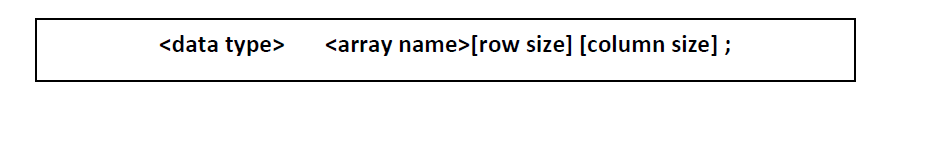 <data type> <array name>[row size] [column size] ;